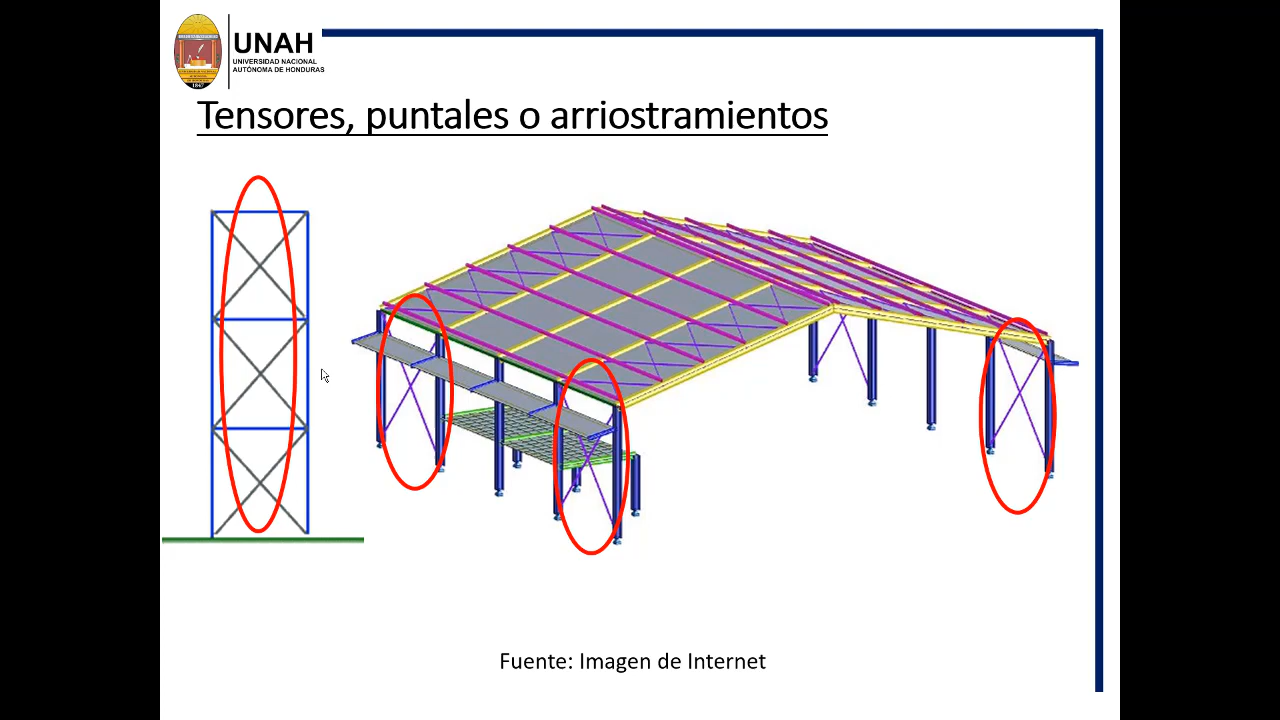 UNAH
UNIVERSIDAD NACIONAL
AUTÓNOMA DE HONDURAS
Tensores, puntales o arriostramientos
Fuente: Imagen de Internet